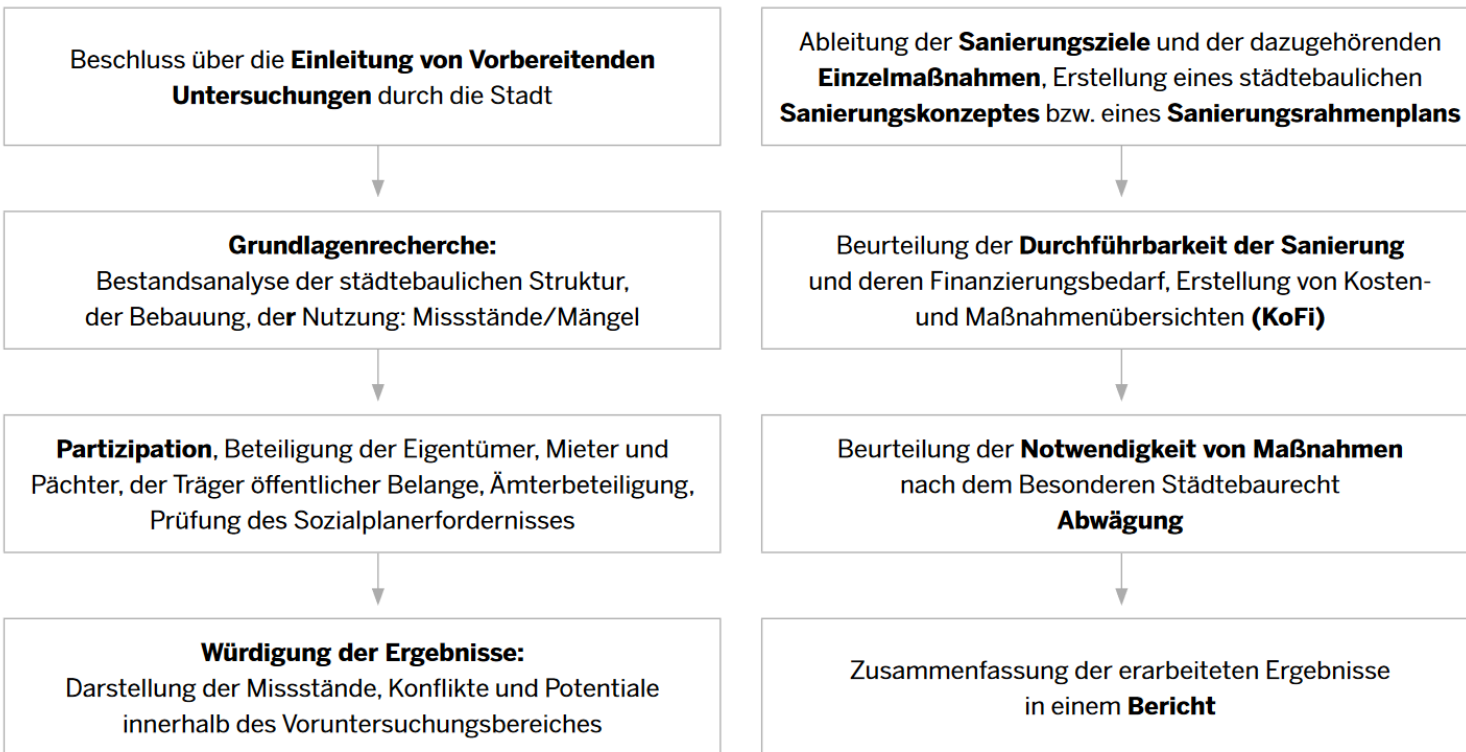 Beschluss über die Einleitung von Vorbereitenden
Untersuchungen durch die Stadt
Grundlagenrecherche:
Bestandsanalyse der städtebaulichen Struktur,
der Bebauung, der Nutzung: Missstände/Mängel
Partizipation, Beteiligung der Eigentümer, Mieter und
Pächter, der Träger öffentlicher Belange, Ämterbeteiligung,
Prüfung des Sozialplanerfordernisses
Würdigung der Ergebnisse:
Darstellung der Missstände, Konflikte und Potentiale
innerhalb des Voruntersuchungsbereiches
Ableitung der Sanierungsziele und der dazugehörenden
Einzelmaßnahmen, Erstellung eines städtebaulichen
Sanierungskonzeptes bzw. eines Sanierungsrahmenplans
Beurteilung der Durchführbarkeit der Sanierung
und deren Finanzierungsbedarf, Erstellung von Kosten-
und Maßnahmenübersichten (KoFi)
Beurteilung der Notwendigkeit von Maßnahmen
nach dem Besonderen Städtebaurecht
Abwägung
Zusammenfassung der erarbeiteten Ergebnisse
in einem Bericht